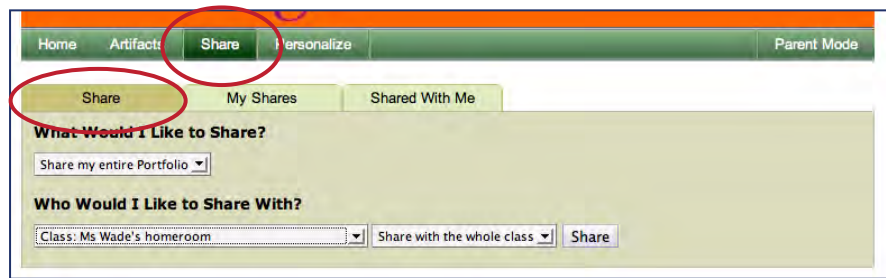 Home Artifacts Share Personalize Parent Mode
Share My Shares Shared With Me
What Would I Like to Share?
Share my entire Portfolio
Who Would I Like to Share With?
Class: Ms Wade's homeroom Share with the whole class Share